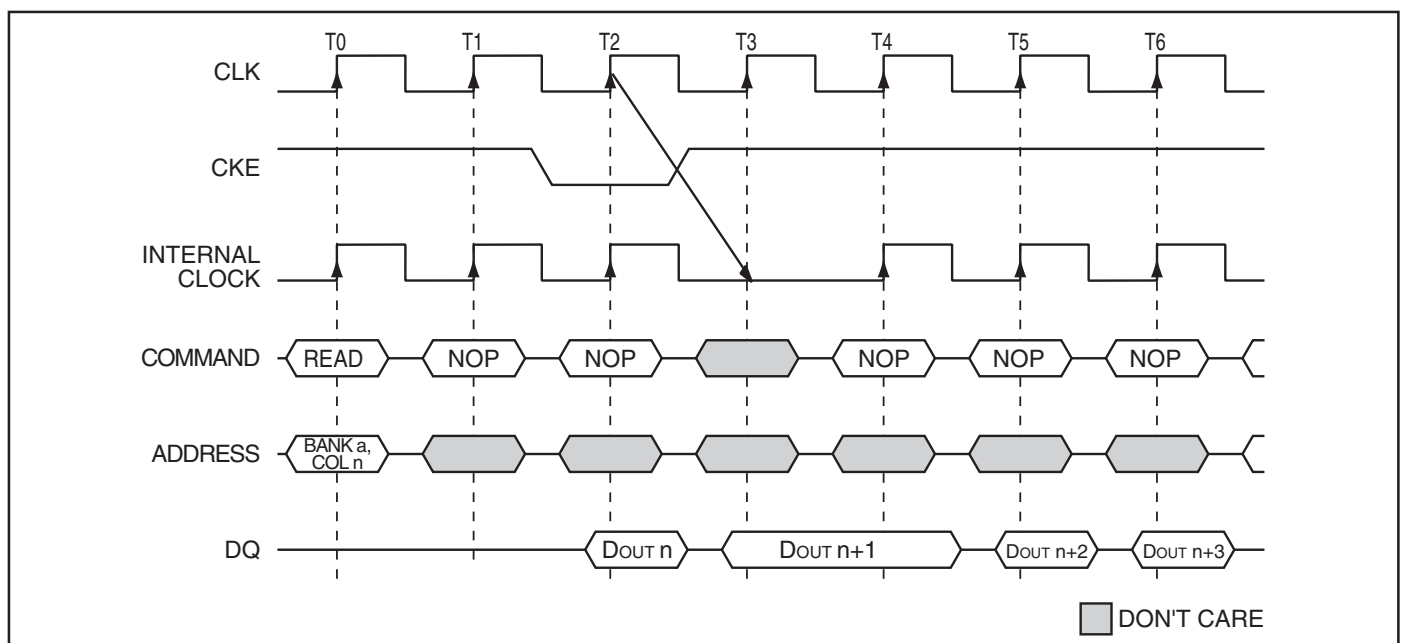 T0 T1 T2 T3 T4 T5 T6
CLK
CKE
INTERNAL
CLOCK
COMMAND READ NOP NOP NOP NOP NOP
ADDRESS BANK a,
COL n
DQ DOUT n DOUT n+1 DOUT n+2 DOUT n+3
DON'T CARE